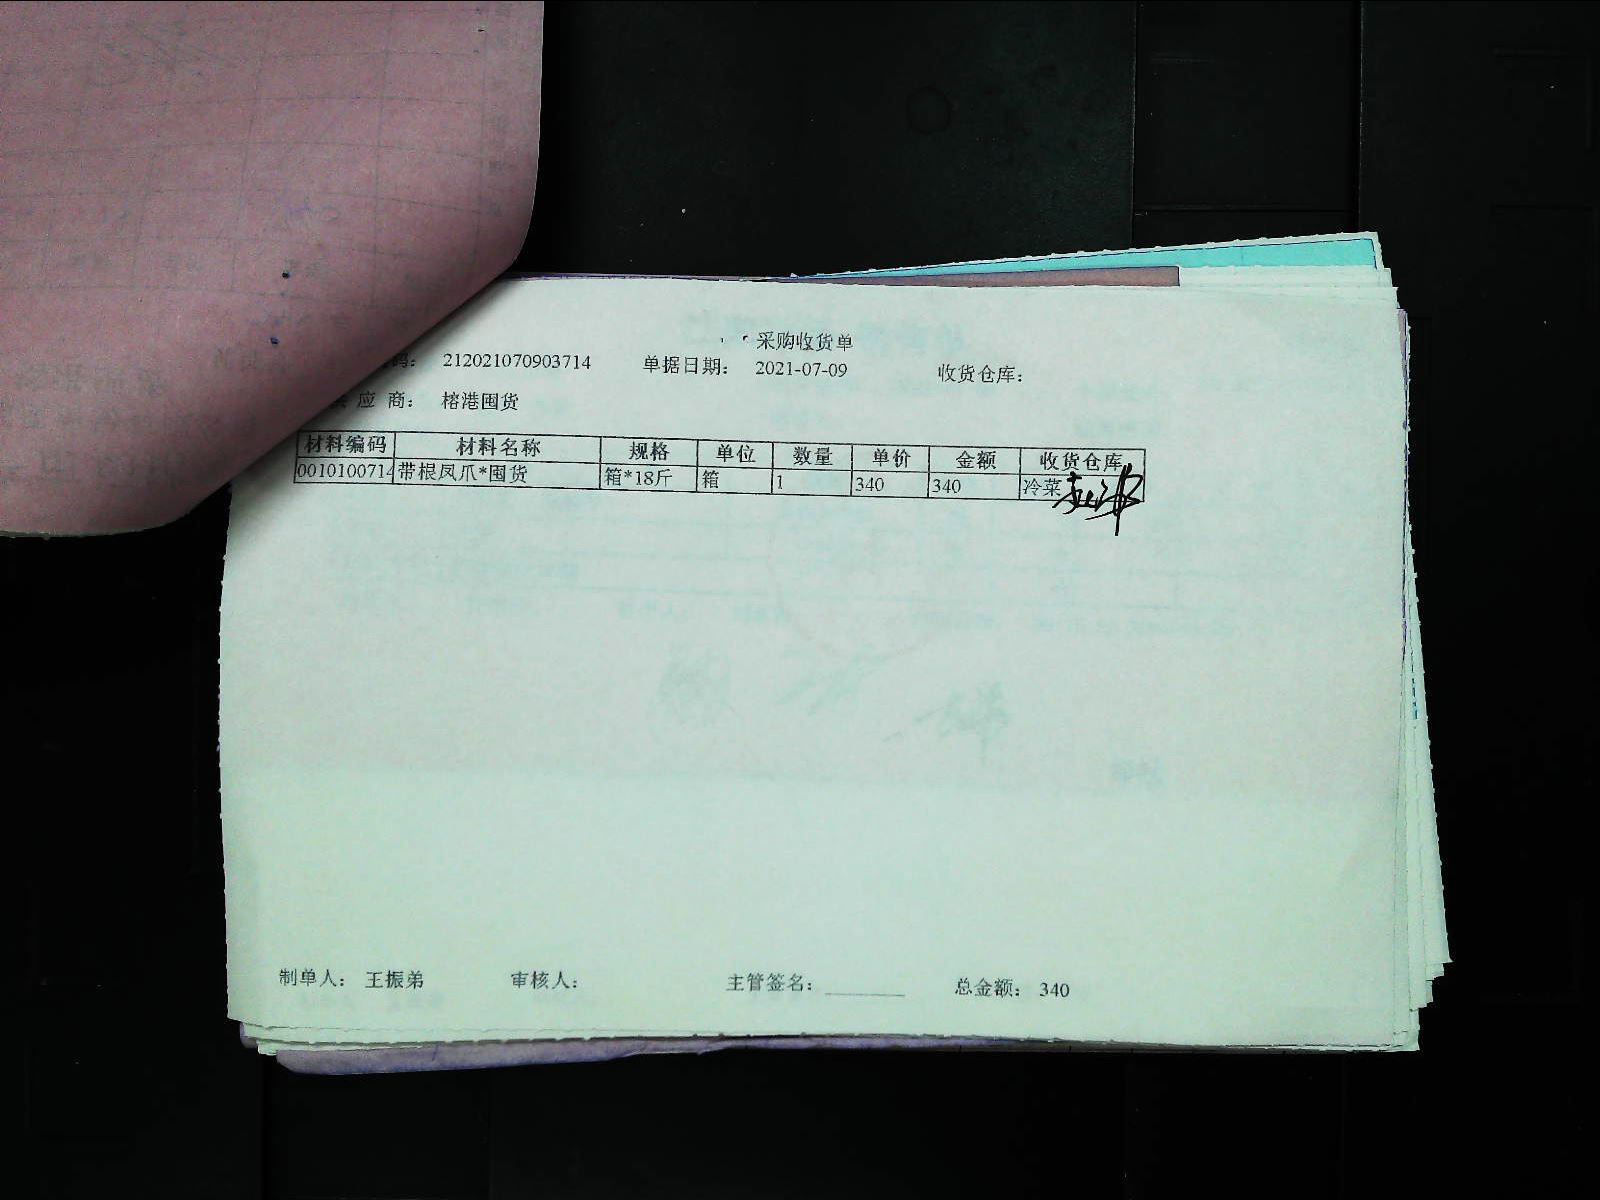 采购收货单
码： 212021070903714 单据日期： 2021-07-09 收货仓库：
应 商： 榕港囤货
材料编码 材料名称 规格 单位 数量 单价 金额 收货仓库
0010100714 带根凤爪*囤货 箱*18斤 箱 1 340 340 冷菜
制单人： 王振弟 审核人： 主管签名：________ 总金额： 340